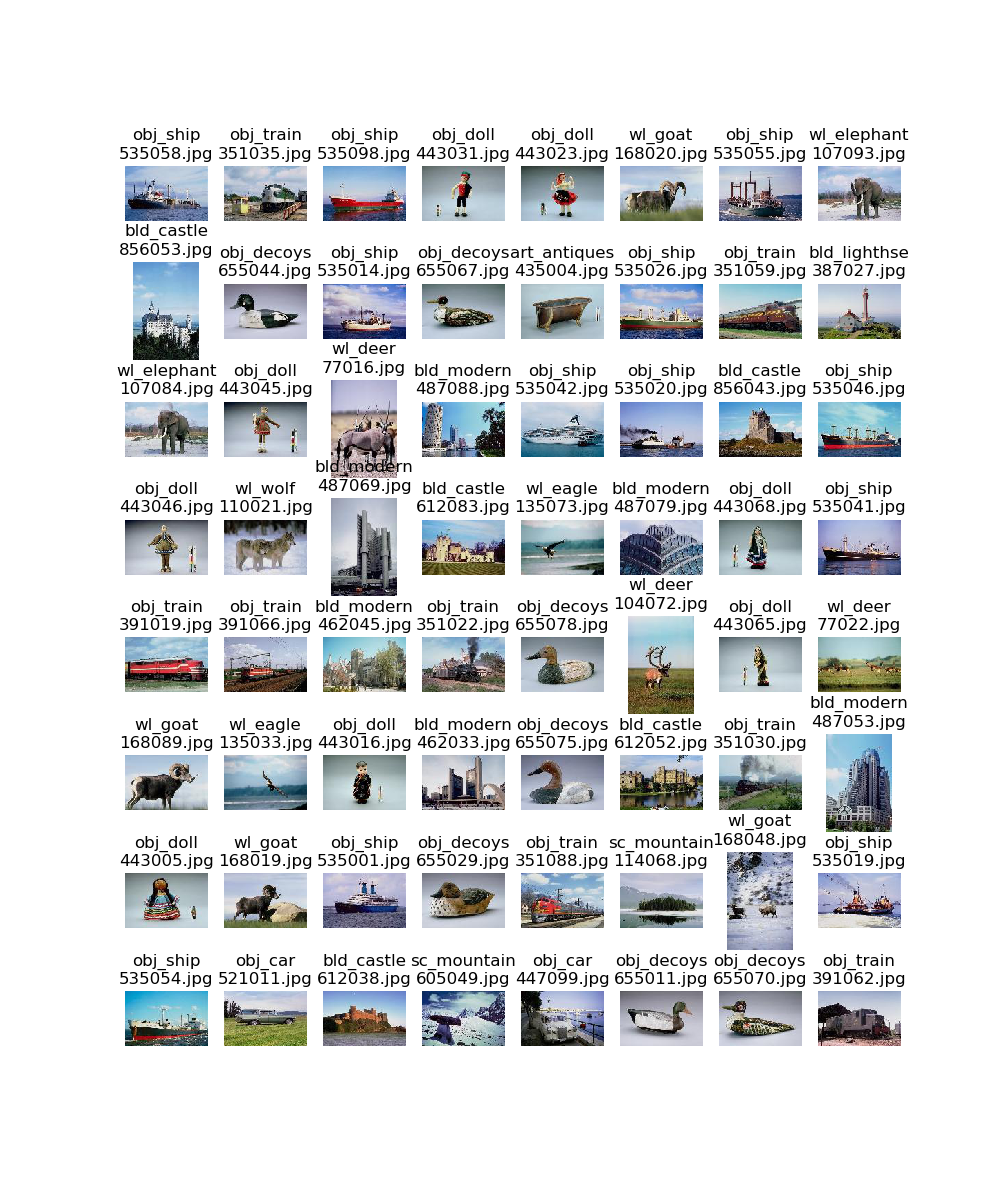 obj_ship
535058.jpg
obj_train
351035.jpg
obj_ship
535098.jpg
obj_doll
443031.jpg
obj_doll
443023.jpg
wl_goat
168020.jpg
obj_ship
535055.jpg
wl_elephant
107093.jpg
bld_castle
856053.jpg
obj_decoys
655044.jpg
obj_ship
535014.jpg
obj_decoys
655067.jpg
art_antiques
435004.jpg
obj_ship
535026.jpg
obj_train
351059.jpg
bld_lighthse
387027.jpg
wl_elephant
107084.jpg
obj_doll
443045.jpg
wl_deer
77016.jpg
bld_modern
487088.jpg
obj_ship
535042.jpg
obj_ship
535020.jpg
bld_castle
856043.jpg
obj_ship
535046.jpg
obj_doll
443046.jpg
wl_wolf
110021.jpg
bld_modern
487069.jpg
bld_castle
612083.jpg
wl_eagle
135073.jpg
bld_modern
487079.jpg
obj_doll
443068.jpg
obj_ship
535041.jpg
obj_train
391019.jpg
obj_train
391066.jpg
bld_modern
462045.jpg
obj_train
351022.jpg
obj_decoys
655078.jpg
wl_deer
104072.jpg
obj_doll
443065.jpg
wl_deer
77022.jpg
wl_goat
168089.jpg
wl_eagle
135033.jpg
obj_doll
443016.jpg
bld_modern
462033.jpg
obj_decoys
655075.jpg
bld_castle
612052.jpg
obj_train
351030.jpg
bld_modern
487053.jpg
obj_doll
443005.jpg
wl_goat
168019.jpg
obj_ship
535001.jpg
obj_decoys
655029.jpg
obj_train
351088.jpg
sc_mountain
114068.jpg
wl_goat
168048.jpg
obj_ship
535019.jpg
obj_ship
535054.jpg
obj_car
521011.jpg
bld_castle
612038.jpg
sc_mountain
605049.jpg
obj_car
447099.jpg
obj_decoys
655011.jpg
obj_decoys
655070.jpg
obj_train
391062.jpg